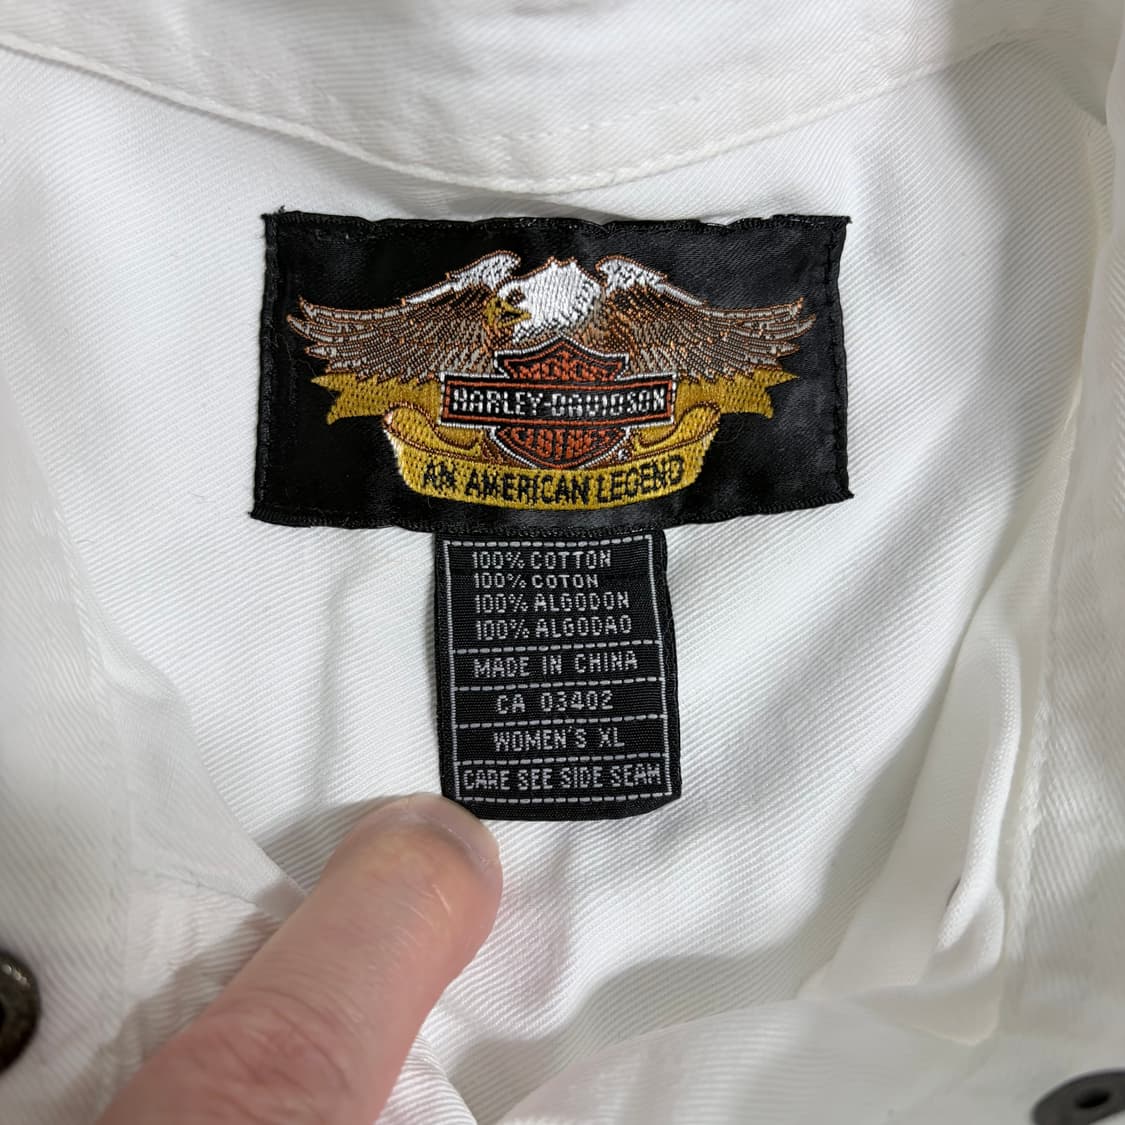 MOTOR
HARLEY-DAVIDSON
CLOTHES
AN AMERICAN LEGEND
100% COTTON
100% COTON
100% ALGODON
100% ALGODAO
MADE IN CHINA
CA 03402
WOMEN'S XL
CARE SEE SIDE SEAM